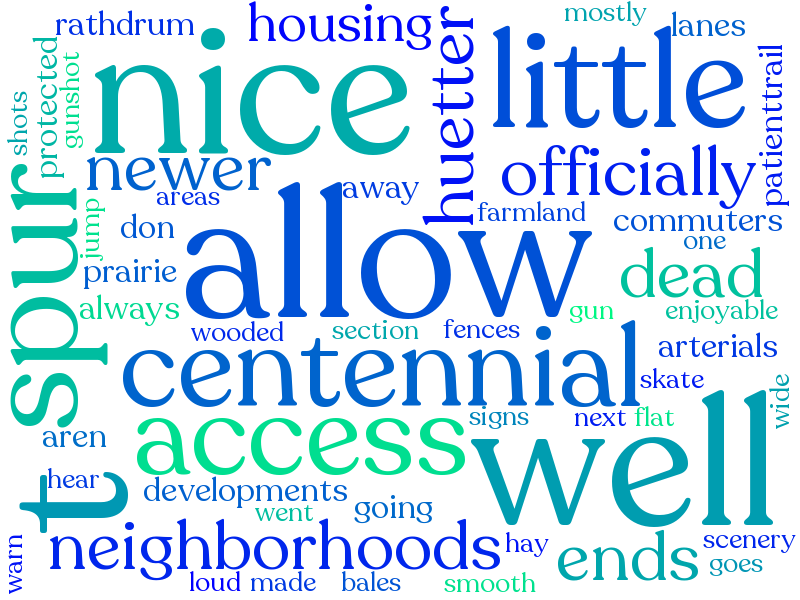 rathdrum
housing
mostly
lanes
nice
little
huetter
shots
protected
gunshot
patienttrail
newer
areas
away
officially
farmland
commuters
one
spur
jump
don
prairie
always
allow
dead
enjoyable
gun
wooded
section
fences
arterials
centennial
skate
wide
aren
access
signs
next
flat
hear
t
well
developments
went
going
neighborhoods
hay
ends
scenery
goes
warn
loud
made
bales
smooth